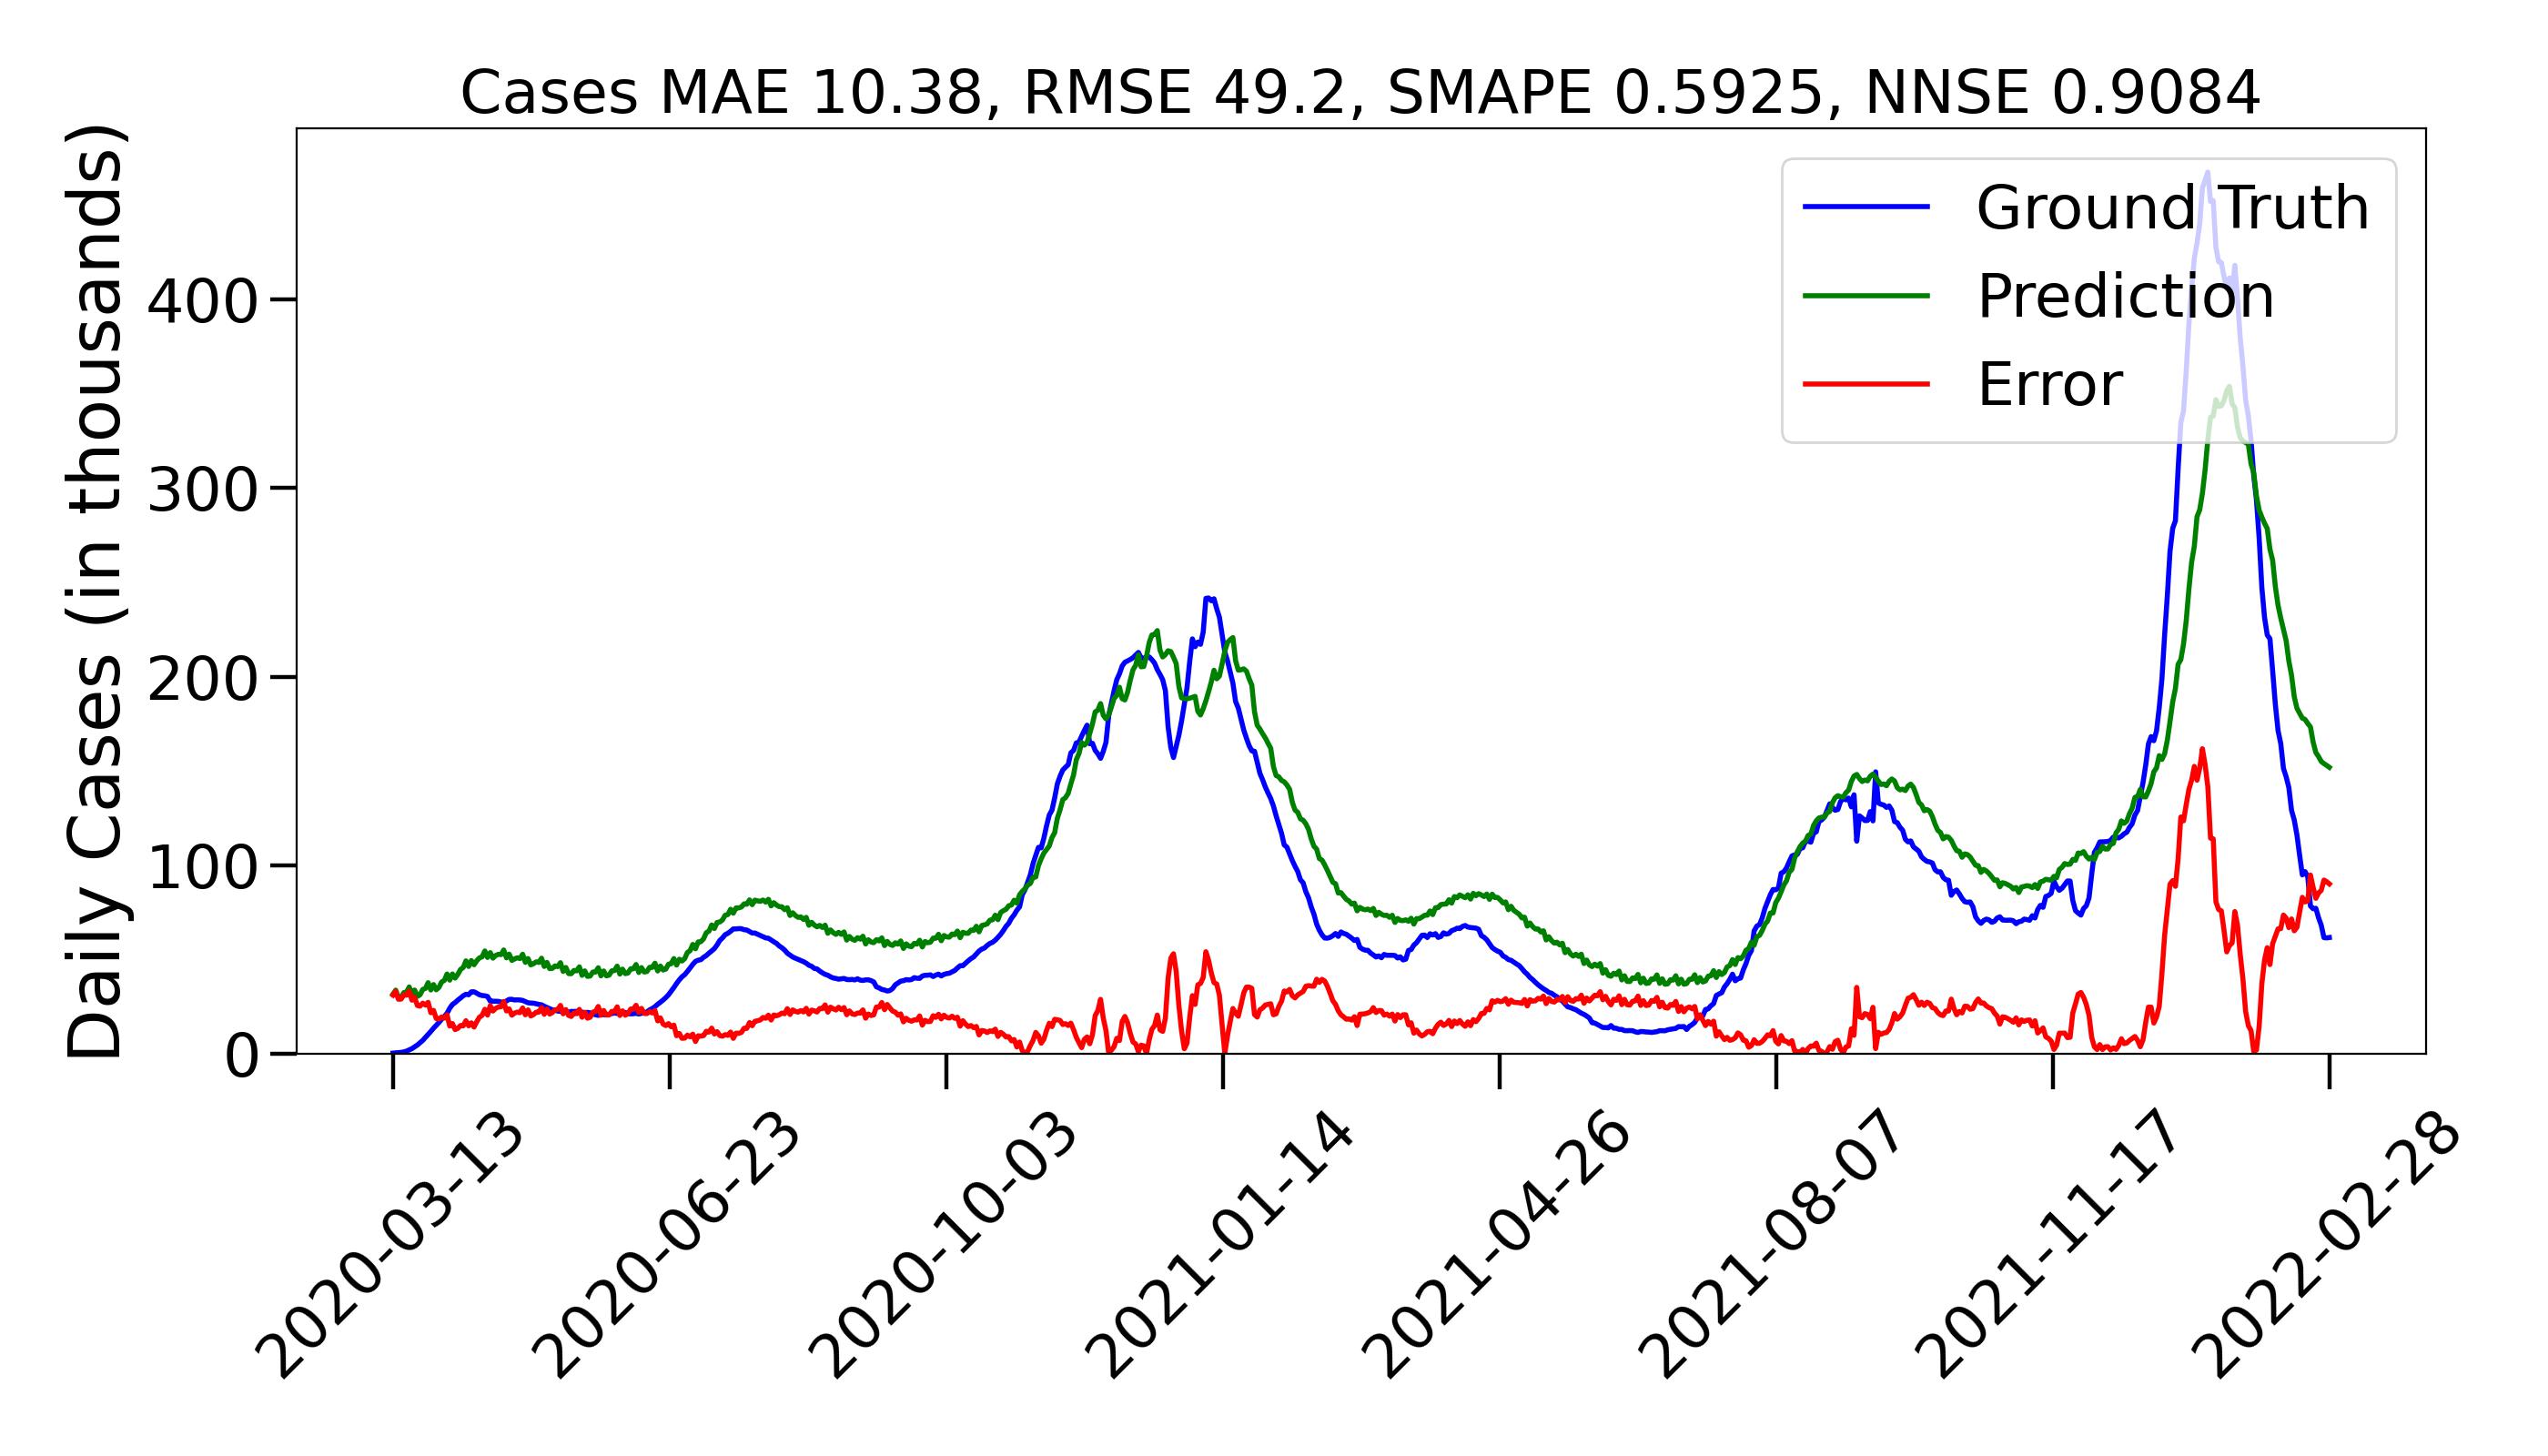 Cases MAE 10.38, RMSE 49.2, SMAPE 0.5925, NNSE 0.9084
Daily Cases (in thousands)
400
300
200
100
0
Ground Truth
Prediction
Error
2020-03-13
2020-06-23
2020-10-03
2021-01-14
2021-04-26
2021-08-07
2021-11-17
2022-02-28